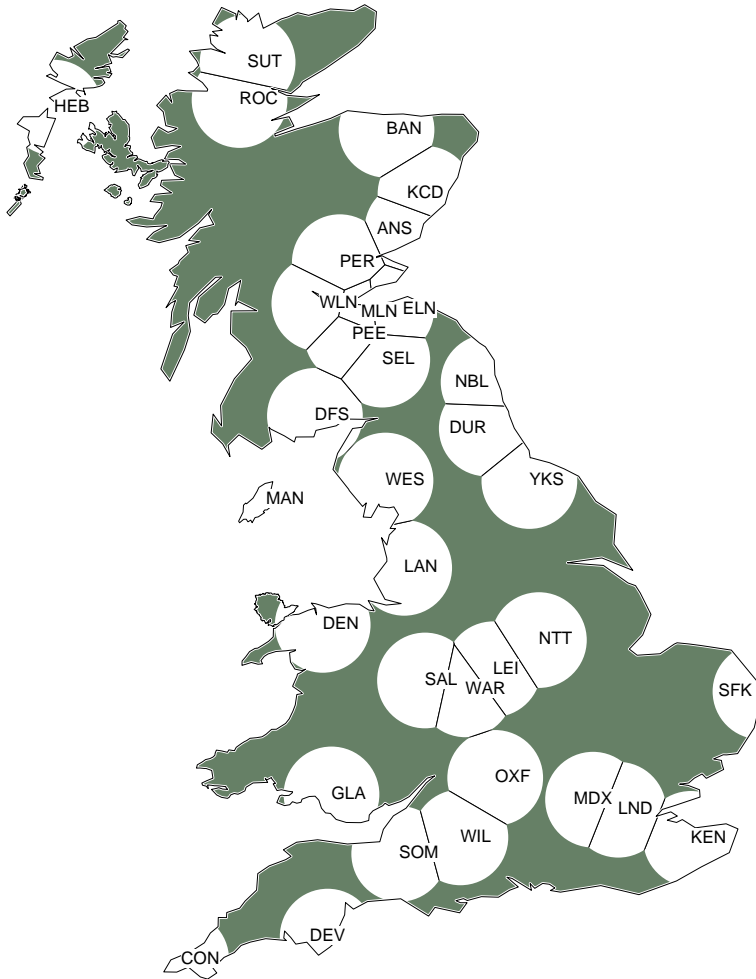 SUT
ROC
HEB
BAN
KCD
ANS
PER
WLN
MLN
ELN
PEE
SEL
NBL
DFS
DUR
WES
YKS
MAN
LAN
DEN
NTT
LEI
SAL
WAR
SFK
OXF
GLA
MDX
LND
WIL
KEN
SOM
DEV
CON